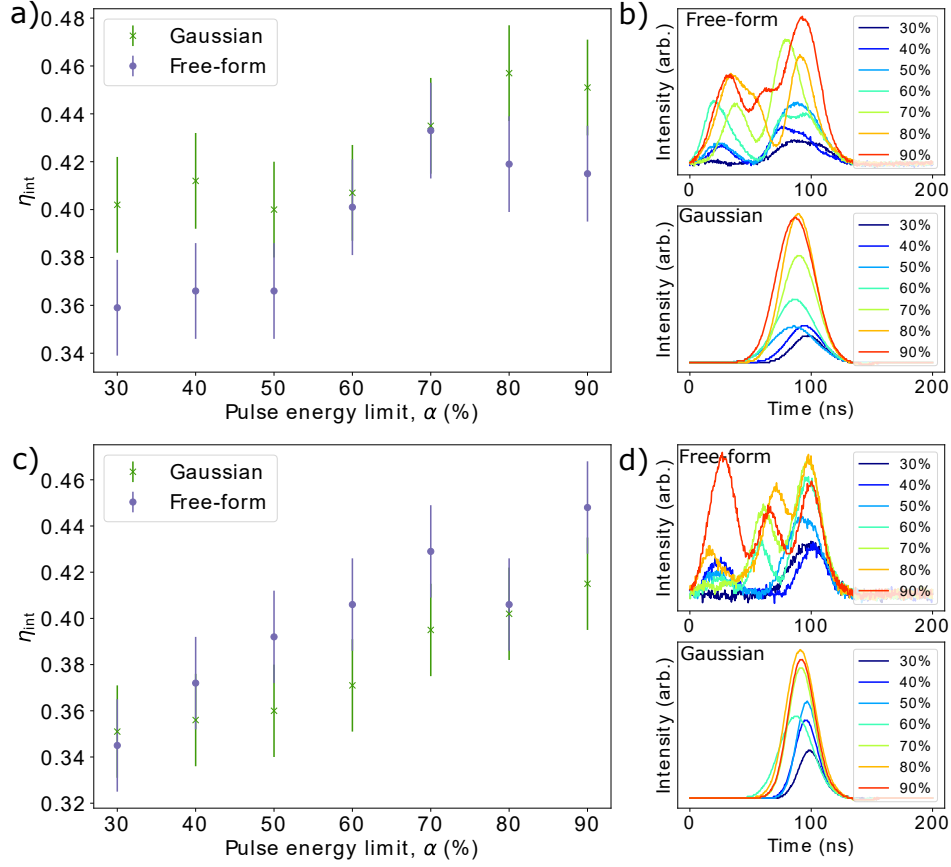 a)
0.48
0.46
0.44
0.42
0.40
0.38
0.36
0.34
ηint
Gaussian
Free-form
30 40 50 60 70 80 90
Pulse energy limit, α (%)
b)
Free-form
Intensity (arb.)
30%
40%
50%
60%
70%
80%
90%
0 100 200
Gaussian
Intensity (arb.)
30%
40%
50%
60%
70%
80%
90%
0 100 200
Time (ns)
c)
0.46
0.44
0.42
0.40
0.38
0.36
0.34
0.32
ηint
Gaussian
Free-form
30 40 50 60 70 80 90
Pulse energy limit, α (%)
d)
Free-form
Intensity (arb.)
30%
40%
50%
60%
70%
80%
90%
0 100 200
Gaussian
Intensity (arb.)
30%
40%
50%
60%
70%
80%
90%
0 100 200
Time (ns)